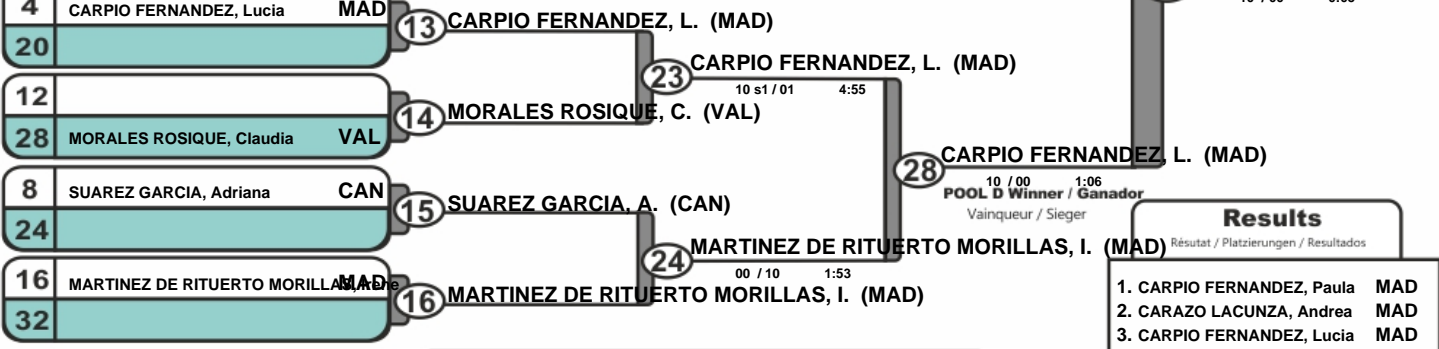 4 CARPIO FERNANDEZ, Lucia MAD
20
13 CARPIO FERNANDEZ, L. (MAD)
12
28 MORALES ROSIQUE, Claudia VAL
14 MORALES ROSIQUE, C. (VAL)
23 CARPIO FERNANDEZ, L. (MAD)
10 s1 / 01 4:55
8 SUAREZ GARCIA, Adriana CAN
24
15 SUAREZ GARCIA, A. (CAN)
16 MARTINEZ DE RITUERTO MORILLAS, Irene MAD
32
16 MARTINEZ DE RITUERTO MORILLAS, I. (MAD)
24 MARTINEZ DE RITUERTO MORILLAS, I. (MAD)
00 / 10 1:53
28 CARPIO FERNANDEZ, L. (MAD)
10 / 00 1:06
POOL D Winner / Ganador
Vainqueur / Sieger
Results
Résutat / Platzierungen / Resultados
1. CARPIO FERNANDEZ, Paula MAD
2. CARAZO LACUNZA, Andrea MAD
3. CARPIO FERNANDEZ, Lucia MAD